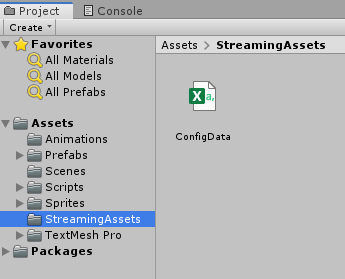 Project
Console
Create
Favorites
All Materials
All Models
All Prefabs
Assets
Animations
Prefabs
Scenes
Scripts
Sprites
StreamingAssets
TextMesh Pro
Packages
Assets > StreamingAssets
X a,
ConfigData